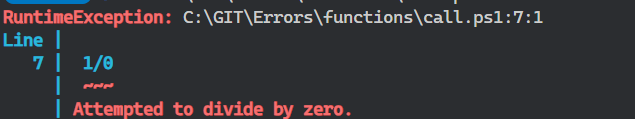 RuntimeException: C:\GIT\Errors\functions\call.ps1:7:1
Line |
7 | 1/0
| ~~~
| Attempted to divide by zero.